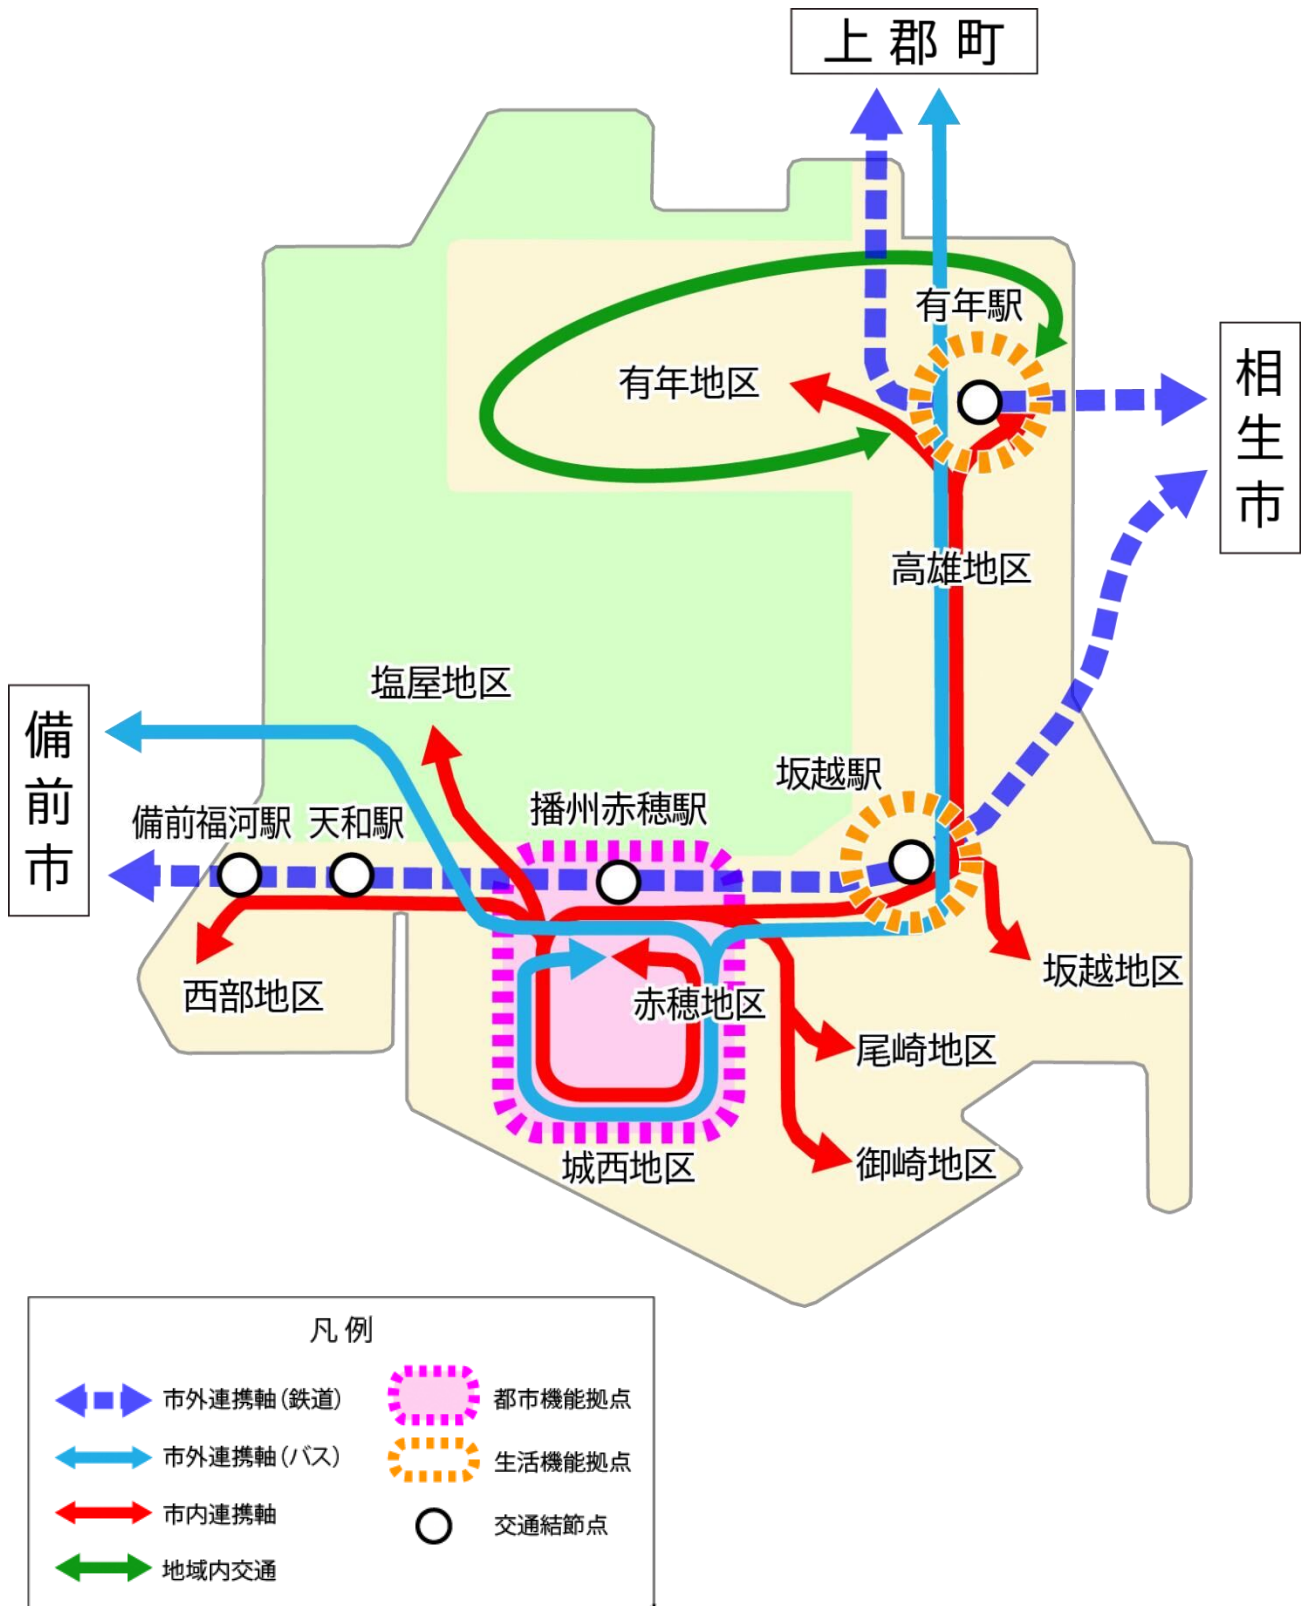 上郡町
有年駅
有年地区
相生市
高雄地区
塩屋地区
備前市
坂越駅
播州赤穂駅
備前福河駅
天和駅
坂越地区
西部地区
赤穂地区
尾崎地区
御崎地区
城西地区
凡例
市外連携軸(鉄道)
市外連携軸(バス)
市内連携軸
地域内交通
都市機能拠点
生活機能拠点
交通結節点